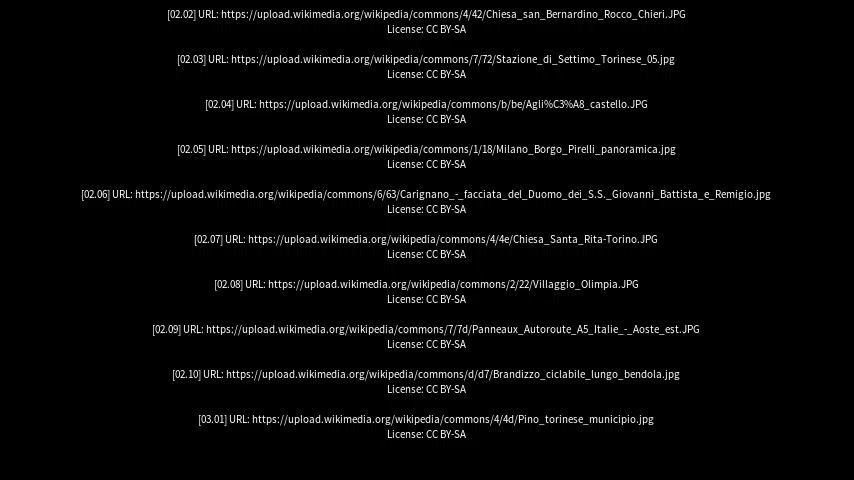 [02.02] URL: https://upload.wikimedia.org/wikipedia/commons/4/42/Chiesa_san_Bernardino_Rocco_Chieri.JPG
License: CC BY-SA
[02.03] URL: https://upload.wikimedia.org/wikipedia/commons/7/72/Stazione_di_Settimo_Torinese_05.jpg
License: CC BY-SA
[02.04] URL: https://upload.wikimedia.org/wikipedia/commons/b/be/Agli%C3%A8_castello.JPG
License: CC BY-SA
[02.05] URL: https://upload.wikimedia.org/wikipedia/commons/1/18/Milano_Borgo_Pirelli_panoramica.jpg
License: CC BY-SA
[02.06] URL: https://upload.wikimedia.org/wikipedia/commons/6/63/Carignano_-_facciata_del_Duomo_dei_S.S._Giovanni_Battista_e_Remigio.jpg
License: CC BY-SA
[02.07] URL: https://upload.wikimedia.org/wikipedia/commons/4/4e/Chiesa_Santa_Rita-Torino.JPG
License: CC BY-SA
[02.08] URL: https://upload.wikimedia.org/wikipedia/commons/2/22/Villaggio_Olimpia.JPG
License: CC BY-SA
[02.09] URL: https://upload.wikimedia.org/wikipedia/commons/7/7d/Panneaux_Autoroute_A5_Italie_-_Aoste_est.JPG
License: CC BY-SA
[02.10] URL: https://upload.wikimedia.org/wikipedia/commons/d/d7/Brandizzo_ciclabile_lungo_bendola.jpg
License: CC BY-SA
[03.01] URL: https://upload.wikimedia.org/wikipedia/commons/4/4d/Pino_torinese_municipio.jpg
License: CC BY-SA